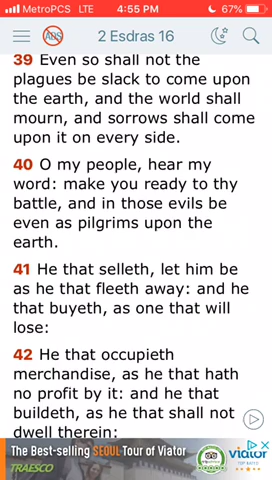 MetroPCS LTE 4:55 PM 67%
ADS 2 Esdras 16
39 Even so shall not the
plagues be slack to come upon
the earth, and the world shall
mourn, and sorrows shall come
upon it on every side.
40 O my people, hear my
word: make you ready to thy
battle, and in those evils be
even as pilgrims upon the
earth.
41 He that selleth, let him be
as he that fleeth away: and he
that buyeth, as one that will
lose:
42 He that occupieth
merchandise, as he that hath
no profit by it: and he that
buildeth, as he that shall not
dwell therein:
The Best-selling SEOUL Tour of Viator
TRAESCO
viator